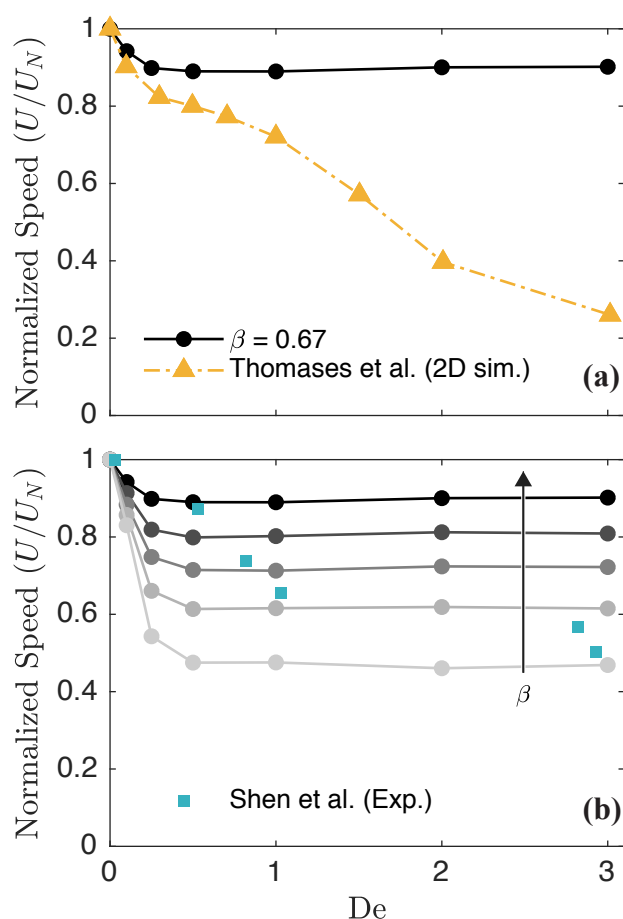 1
0.8
0.6
0.4
0.2
0
Normalized Speed (U/U_N)
β = 0.67
Thomases et al. (2D sim.)
(a)
1
0.8
0.6
0.4
0.2
0
Normalized Speed (U/U_N)
β
Shen et al. (Exp.)
(b)
0 1 2 3
De